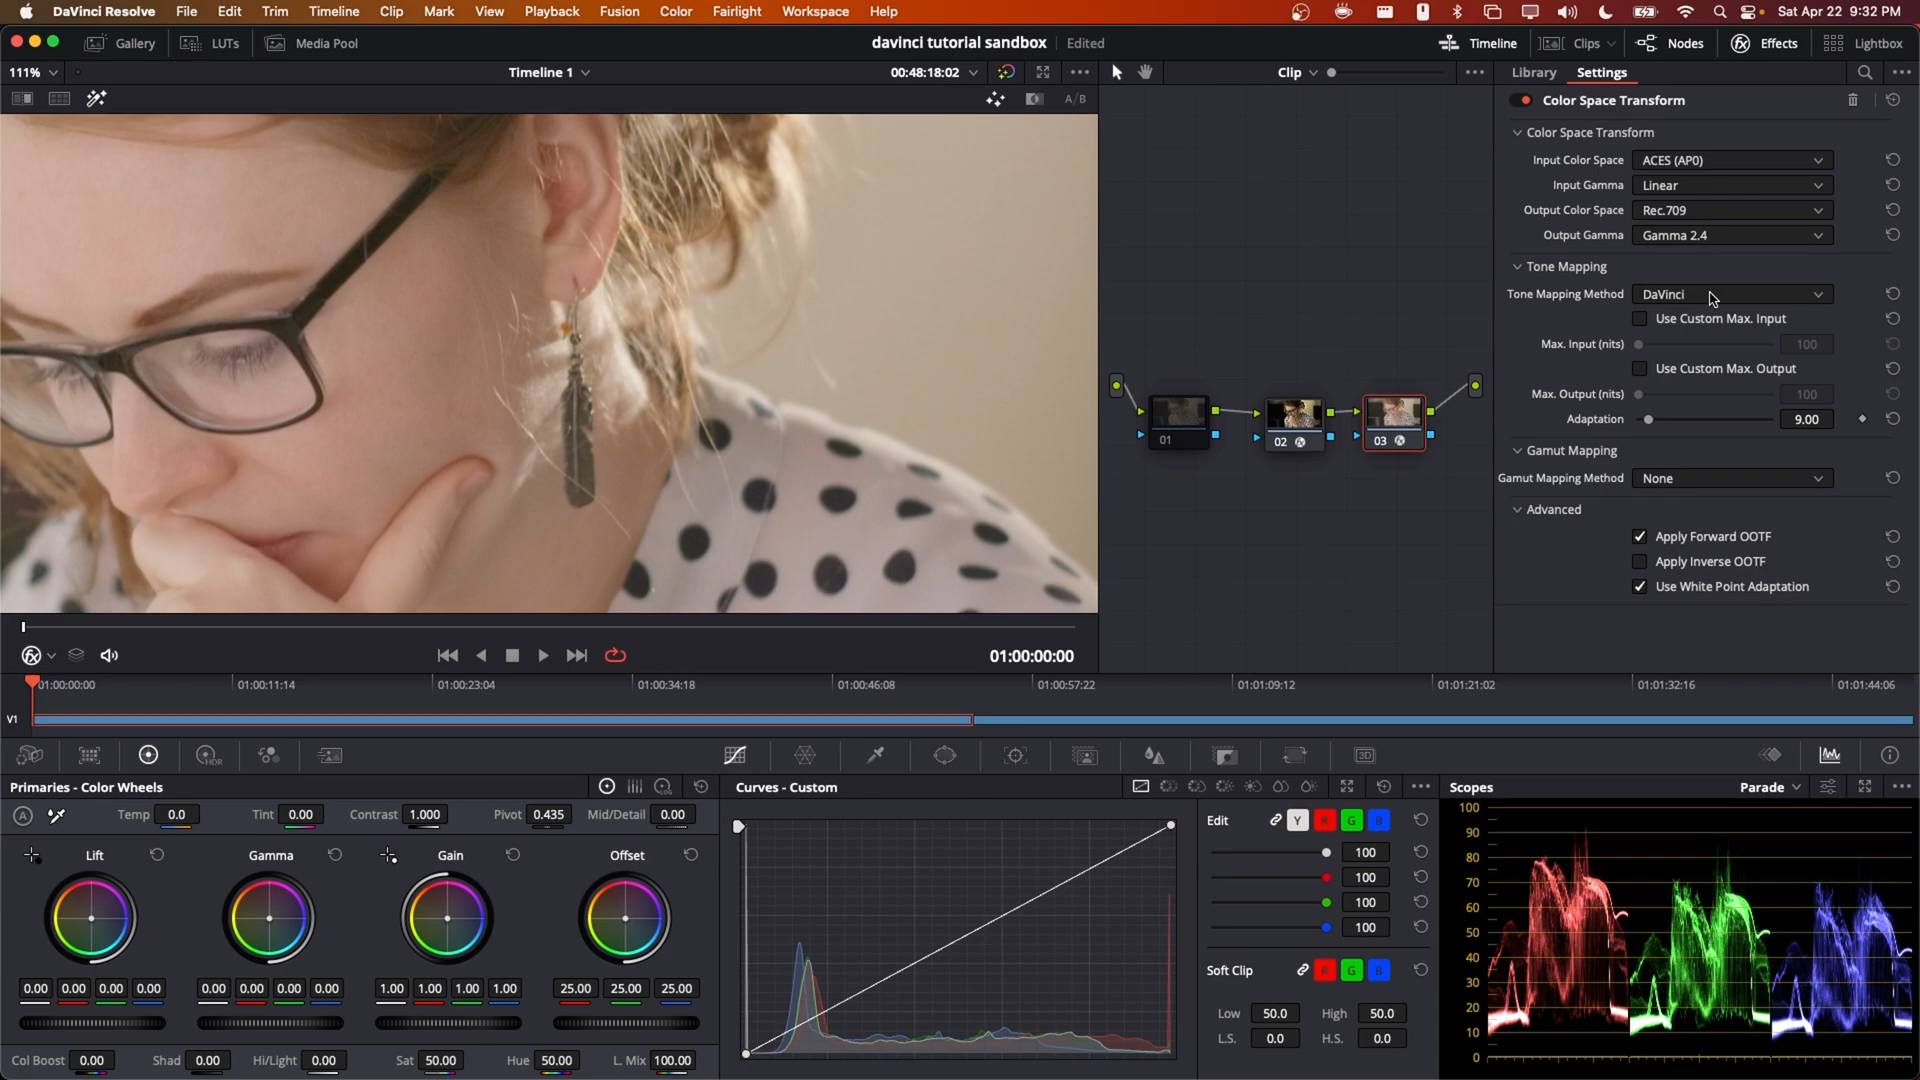 DaVinci Resolve File Edit Trim Timeline Clip Mark View Playback Fusion Color Fairlight Workspace Help Sat Apr 22 9:32 PM
Gallery LUTs Media Pool davinci tutorial sandbox Edited Timeline Clips Nodes Effects Lightbox
111% Timeline 1 00:48:18:02 Clip Library Settings
A/B
Color Space Transform
Color Space Transform
Input Color Space ACES (AP0)
Input Gamma Linear
Output Color Space Rec.709
Output Gamma Gamma 2.4
Tone Mapping
Tone Mapping Method DaVinci
Use Custom Max. Input
Max. Input (nits) 100
Use Custom Max. Output
Max. Output (nits) 100
Adaptation 9.00
Gamut Mapping
Gamut Mapping Method None
Advanced
Apply Forward OOTF
Apply Inverse OOTF
Use White Point Adaptation
01 02 03
01:00:00:00
01:00:00:00 01:00:11:14 01:00:23:04 01:00:34:18 01:00:46:08 01:00:57:22 01:01:09:12 01:01:21:02 01:01:32:16 01:01:44:06
V1
HDR 3D
Primaries - Color Wheels Curves - Custom Scopes Parade
A Temp 0.0 Tint 0.00 Contrast 1.000 Pivot 0.435 Mid/Detail 0.00
Lift Gamma Gain Offset
0.00 0.00 0.00 0.00 0.00 0.00 0.00 0.00 1.00 1.00 1.00 1.00 25.00 25.00 25.00
Col Boost 0.00 Shad 0.00 Hi/Light 0.00 Sat 50.00 Hue 50.00 L. Mix 100.00
Edit Y R G B
100
100
100
100
Soft Clip R G B
Low 50.0 High 50.0
L.S. 0.0 H.S. 0.0
100
90
80
70
60
50
40
30
20
10
0